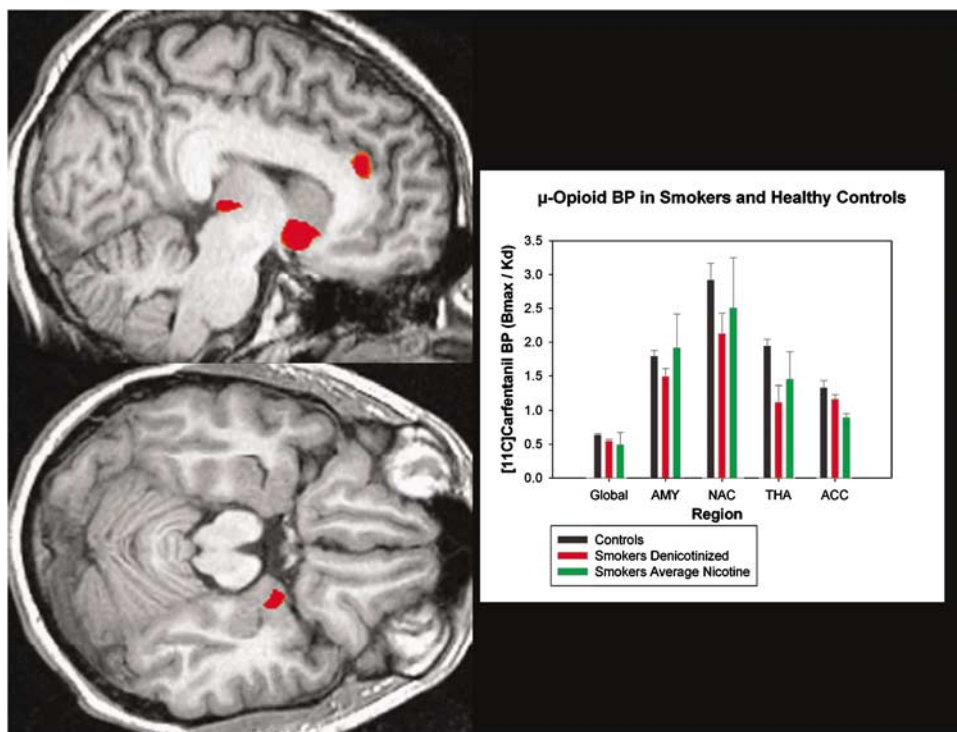 μ-Opioid BP in Smokers and Healthy Controls
[11C]Carfentanil BP (Bmax / Kd)
3.5
3.0
2.5
2.0
1.5
1.0
0.5
0.0
Global AMY NAC THA ACC
Region
Controls
Smokers Denicotinized
Smokers Average Nicotine